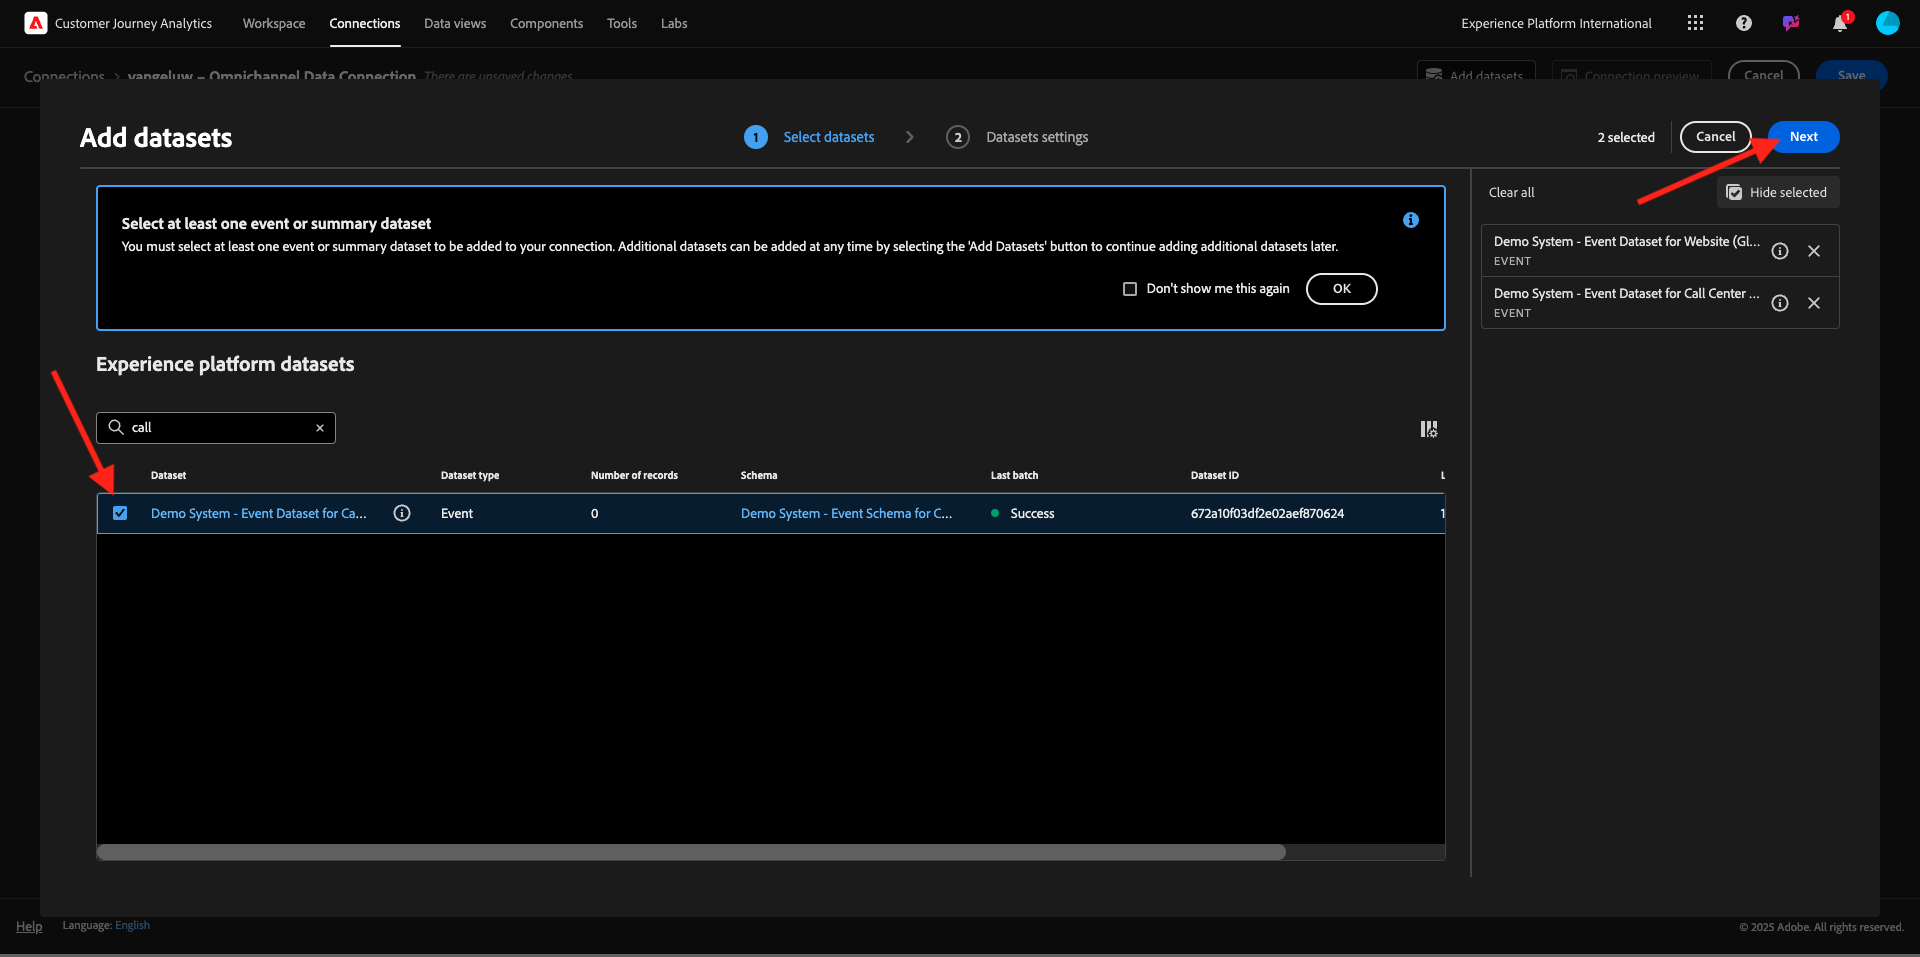 Customer Journey Analytics
Workspace
Connections
Data views
Components
Tools
Labs
Experience Platform International
1
Connections > vangeluw – Omnichannel Data Connection There are unsaved changes
Add datasets
Connection preview
Cancel
Save
Add datasets
1 Select datasets
2 Datasets settings
2 selected
Cancel
Next
Select at least one event or summary dataset
You must select at least one event or summary dataset to be added to your connection. Additional datasets can be added at any time by selecting the 'Add Datasets' button to continue adding additional datasets later.
Don't show me this again
OK
Clear all
Hide selected
Demo System - Event Dataset for Website (Gl...
EVENT
Demo System - Event Dataset for Call Center ...
EVENT
Experience platform datasets
call
Dataset Dataset type Number of records Schema Last batch Dataset ID L
Demo System - Event Dataset for Ca... Event 0 Demo System - Event Schema for C... Success 672a10f03df2e02aef870624 1
Help
Language: English
© 2025 Adobe. All rights reserved.